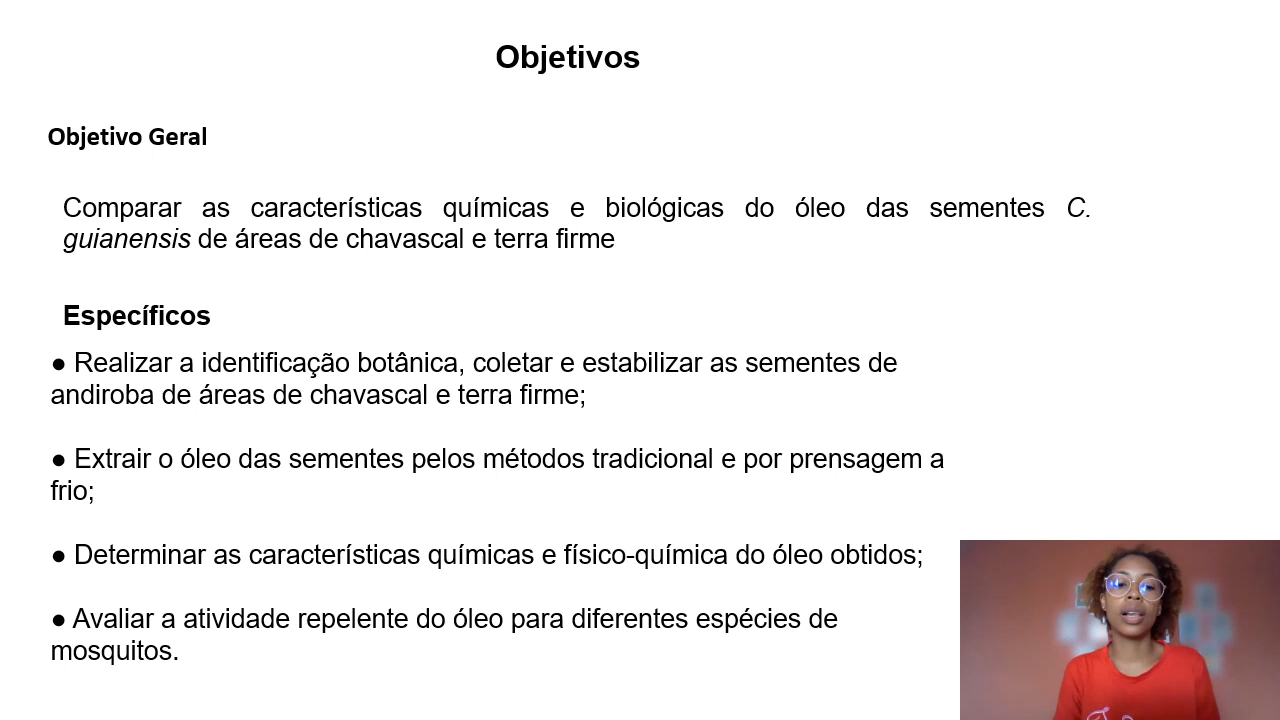 Objetivos
Objetivo Geral
Comparar as características químicas e biológicas do óleo das sementes C.
guianensis de áreas de chavascal e terra firme
Específicos
● Realizar a identificação botânica, coletar e estabilizar as sementes de
andiroba de áreas de chavascal e terra firme;
● Extrair o óleo das sementes pelos métodos tradicional e por prensagem a
frio;
● Determinar as características químicas e físico-química do óleo obtidos;
● Avaliar a atividade repelente do óleo para diferentes espécies de
mosquitos.